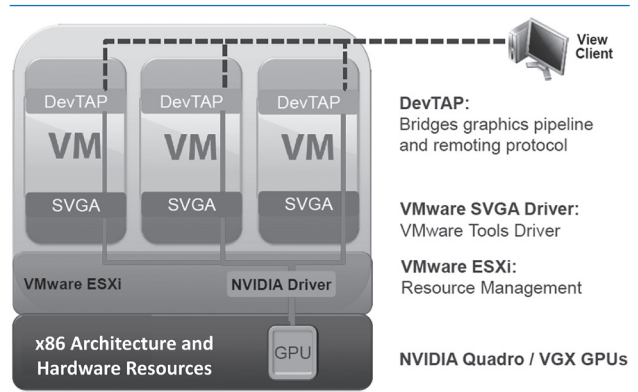 View
Client
DevTAP DevTAP DevTAP
VM VM VM
SVGA SVGA SVGA
VMware ESXi
NVIDIA Driver
x86 Architecture and
Hardware Resources
GPU
DevTAP:
Bridges graphics pipeline
and remoting protocol
VMware SVGA Driver:
VMware Tools Driver
VMware ESXi:
Resource Management
NVIDIA Quadro / VGX GPUs